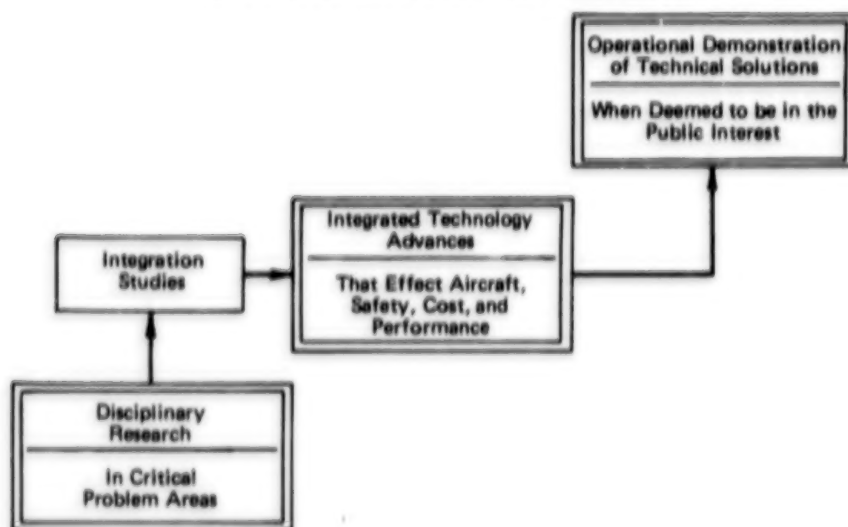 Operational Demonstration
of Technical Solutions
When Deemed to be in the
Public Interest
Integrated Technology
Advances
That Effect Aircraft,
Safety, Cost, and
Performance
Integration
Studies
Disciplinary
Research
In Critical
Problem Areas